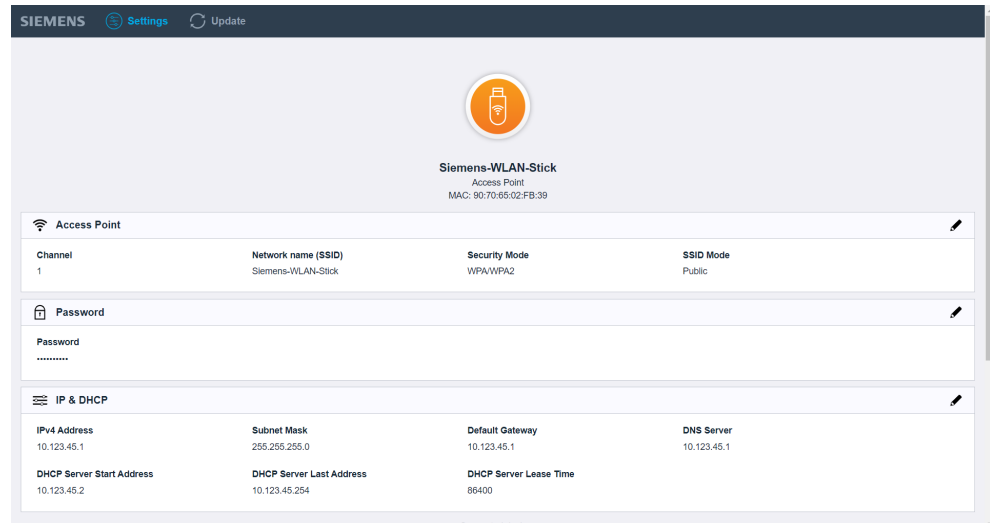 SIEMENS Settings Update
Siemens-WLAN-Stick
Access Point
MAC: 90:70:65:02:FB:39
Access Point
Channel Network name (SSID) Security Mode SSID Mode
1 Siemens-WLAN-Stick WPA/WPA2 Public
Password
Password
••••••••••
IP & DHCP
IPv4 Address Subnet Mask Default Gateway DNS Server
10.123.45.1 255.255.255.0 10.123.45.1 10.123.45.1
DHCP Server Start Address DHCP Server Last Address DHCP Server Lease Time
10.123.45.2 10.123.45.254 86400